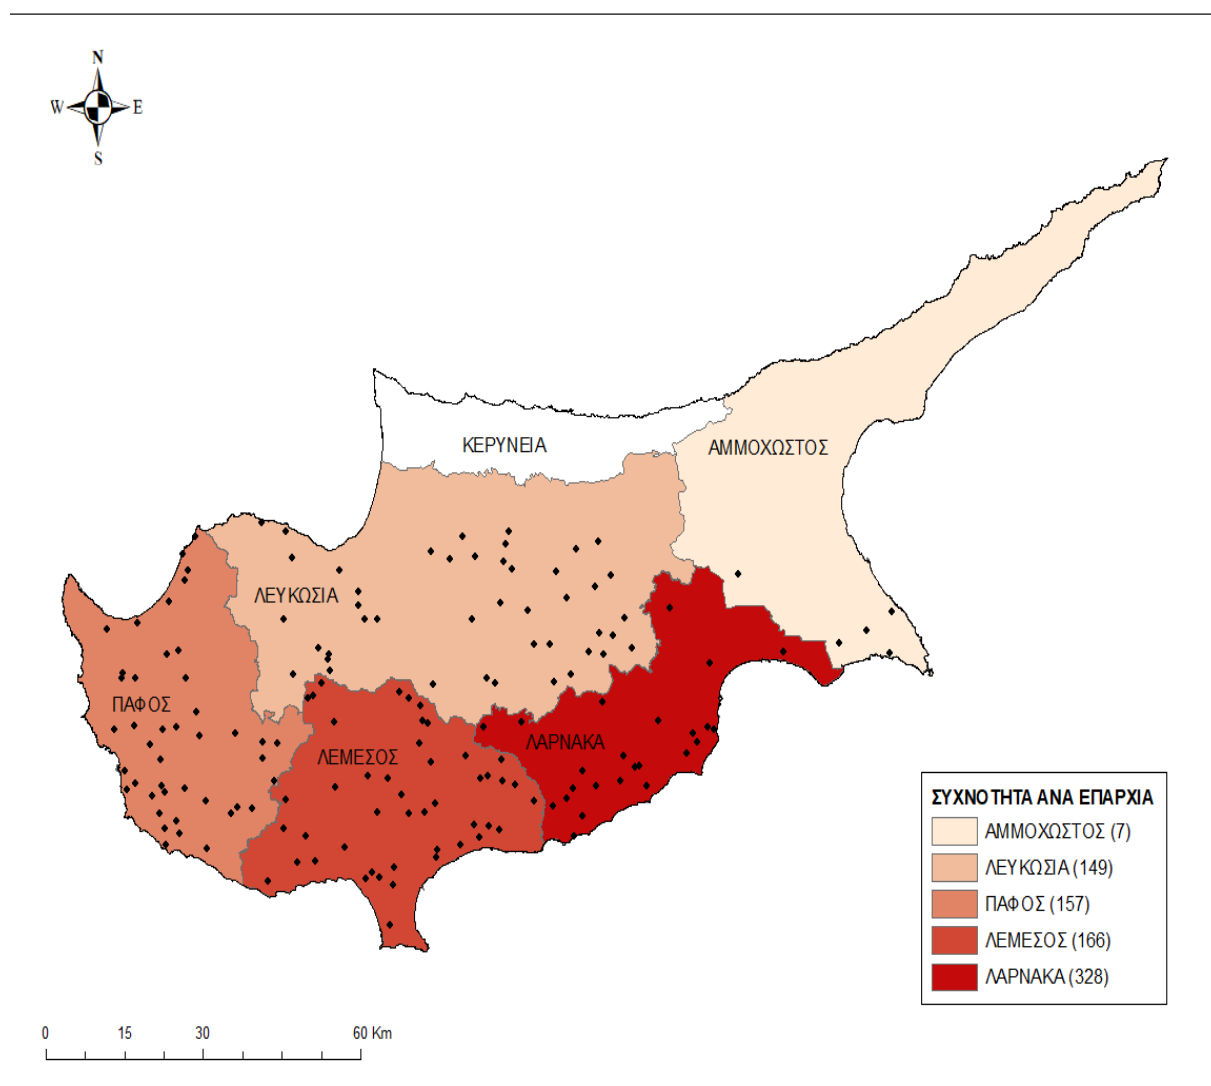 N
W E
S
ΚΕΡΥΝΕΙΑ
ΑΜΜΟΧΩΣΤΟΣ
ΛΕΥΚΩΣΙΑ
ΠΑΦΟΣ
ΛΕΜΕΣΟΣ
ΛΑΡΝΑΚΑ
ΣΥΧΝΟΤΗΤΑ ΑΝΑ ΕΠΑΡΧΙΑ
ΑΜΜΟΧΩΣΤΟΣ (7)
ΛΕΥΚΩΣΙΑ (149)
ΠΑΦΟΣ (157)
ΛΕΜΕΣΟΣ (166)
ΛΑΡΝΑΚΑ (328)
0 15 30 60 Km